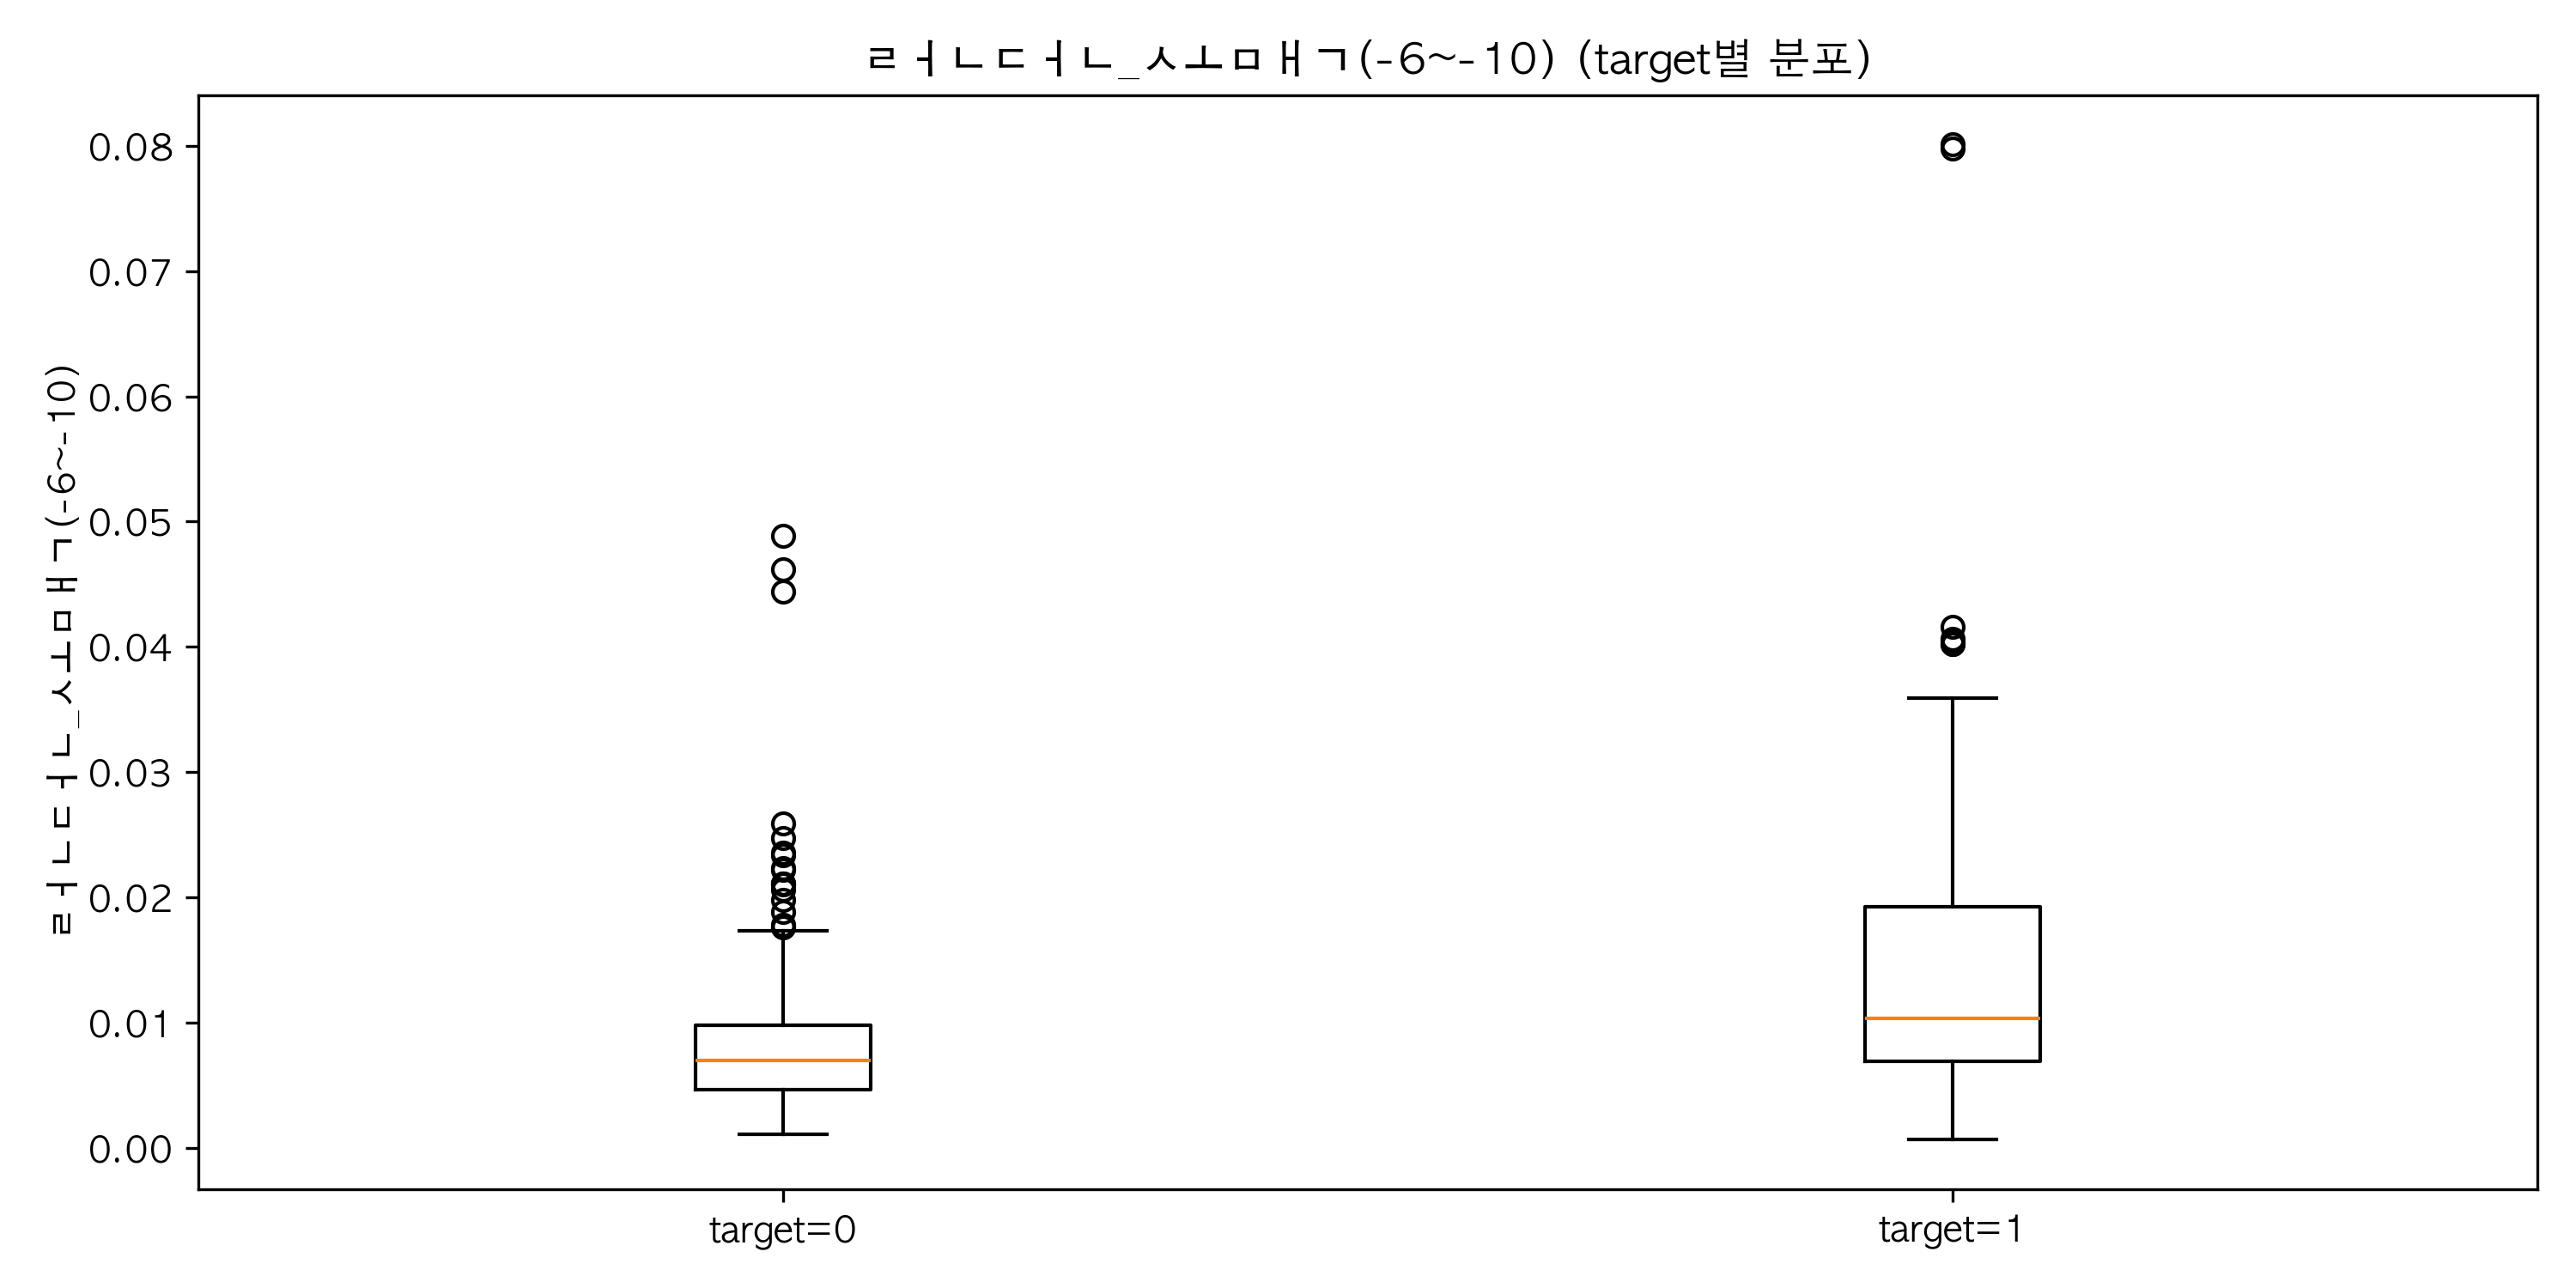 ㄹㅓㄴㄷㅓㄴ_ㅅㅗㅁㅐㄱ(-6~-10) (target별 분포)
ㄹㅓㄴㄷㅓㄴ_ㅅㅗㅁㅐㄱ(-6~-10)
0.08
0.07
0.06
0.05
0.04
0.03
0.02
0.01
0.00
target=0
target=1